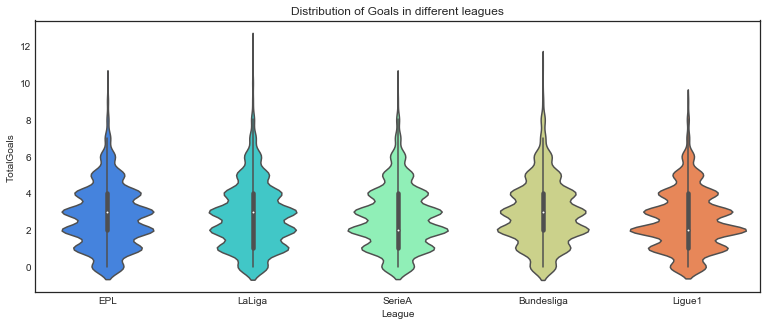 Distribution of Goals in different leagues
TotalGoals
12
10
8
6
4
2
0
EPL LaLiga SerieA Bundesliga Ligue1
League